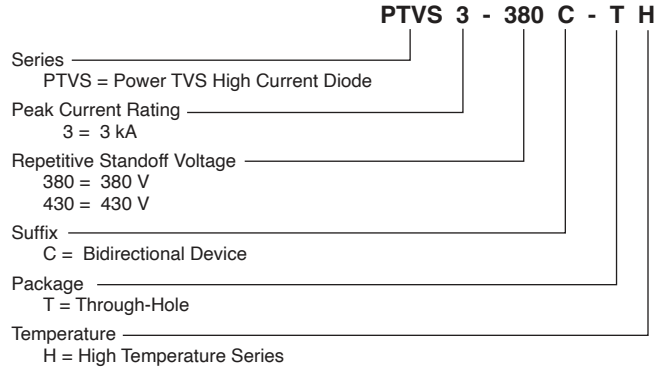 PTVS 3 - 380 C - T H
Series
PTVS = Power TVS High Current Diode
Peak Current Rating
3 = 3 kA
Repetitive Standoff Voltage
380 = 380 V
430 = 430 V
Suffix
C = Bidirectional Device
Package
T = Through-Hole
Temperature
H = High Temperature Series